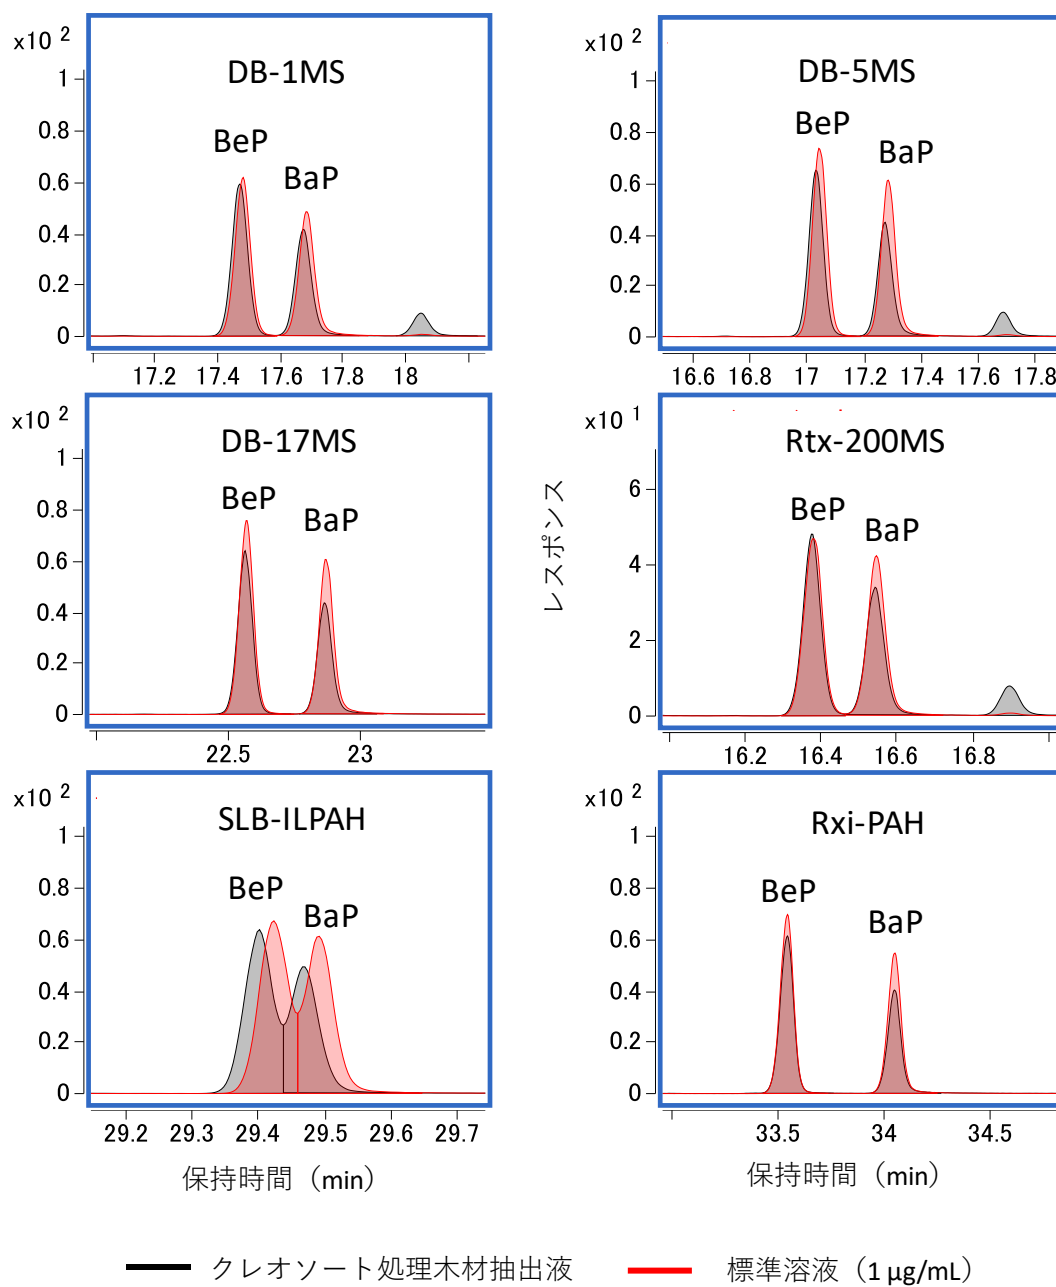 x10 2
DB-1MS
BeP
BaP
1
0.8
0.6
0.4
0.2
0
17.2 17.4 17.6 17.8 18
x10 2
DB-5MS
BeP
BaP
1
0.8
0.6
0.4
0.2
0
16.6 16.8 17 17.2 17.4 17.6 17.8
x10 2
DB-17MS
BeP
BaP
1
0.8
0.6
0.4
0.2
0
22.5 23
レスポンス
x10 1
Rtx-200MS
BeP
BaP
6
4
2
0
16.2 16.4 16.6 16.8
x10 2
SLB-ILPAH
BeP
BaP
1
0.8
0.6
0.4
0.2
0
29.2 29.3 29.4 29.5 29.6 29.7
保持時間（min）
x10 2
Rxi-PAH
BeP
BaP
1
0.8
0.6
0.4
0.2
0
33.5 34 34.5
保持時間（min）
クレオソート処理木材抽出液 標準溶液（1 μg/mL）